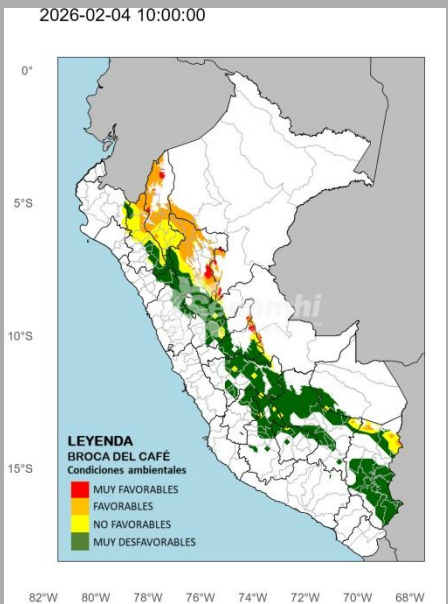 2026-02-04 10:00:00
0°
5°S
10°S
15°S
Senamhi
LEYENDA
BROCA DEL CAFÉ
Condiciones ambientales
MUY FAVORABLES
FAVORABLES
NO FAVORABLES
MUY DESFAVORABLES
82°W 80°W 78°W 76°W 74°W 72°W 70°W 68°W